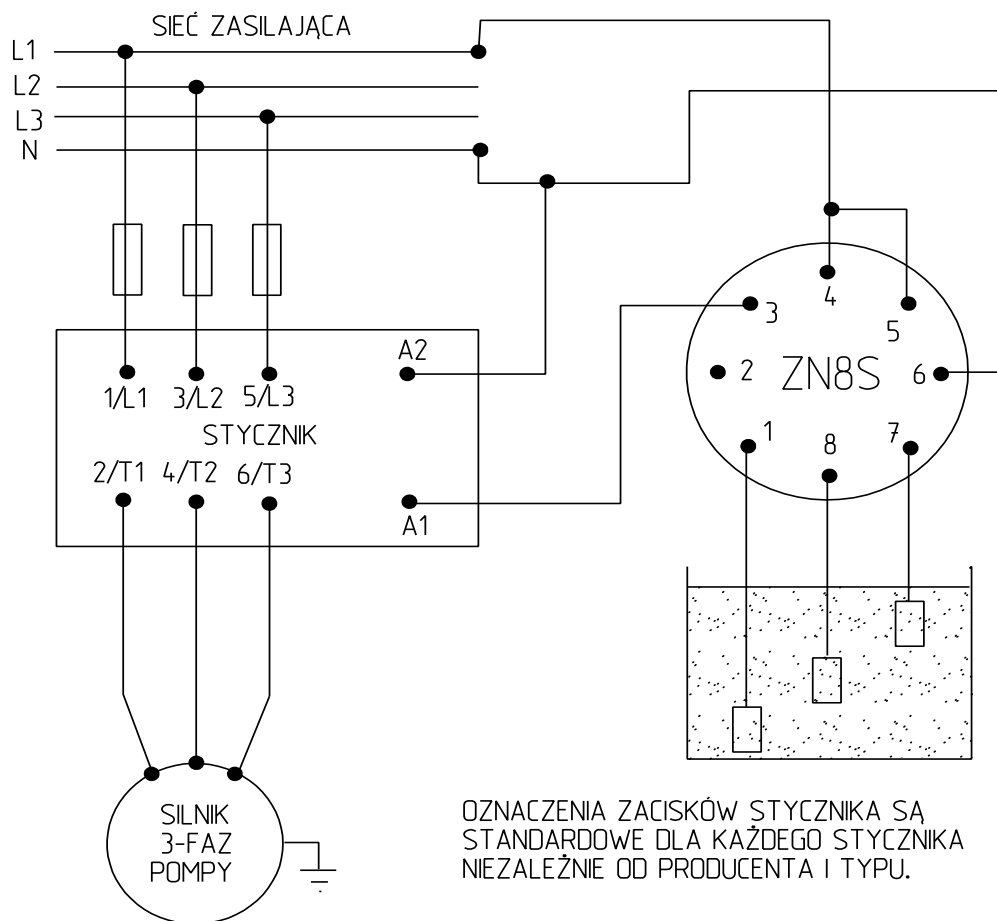 SIEĆ ZASILAJĄCA
L1
L2
L3
N
4
3
5
A2
2
ZN8S
6
1/L1 3/L2 5/L3
STYCZNIK
1
8
7
2/T1 4/T2 6/T3
A1
SILNIK
3-FAZ
POMPY
OZNACZENIA ZACISKÓW STYCZNIKA SĄ
STANDARDOWE DLA KAŻDEGO STYCZNIKA
NIEZALEŻNIE OD PRODUCENTA I TYPU.